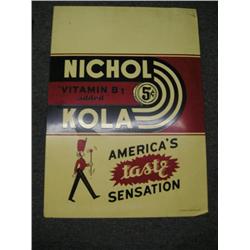 NICHOL
VITAMIN B1
added
5¢
KOLA
AMERICA'S
taste
SENSATION